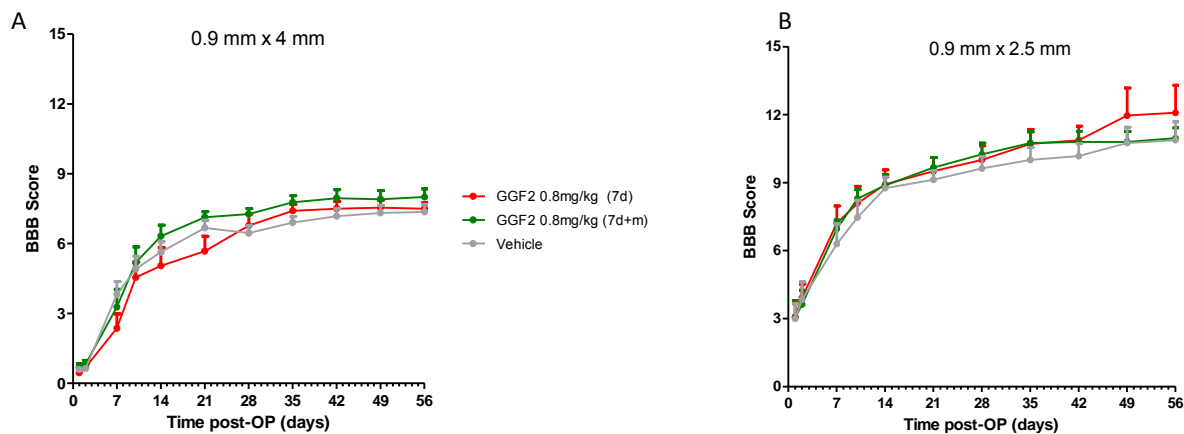 A
0.9 mm x 4 mm
BBB Score
15
12
9
6
3
0
0 7 14 21 28 35 42 49 56
Time post-OP (days)
GGF2 0.8mg/kg (7d)
GGF2 0.8mg/kg (7d+m)
Vehicle
B
0.9 mm x 2.5 mm
BBB Score
15
12
9
6
3
0
0 7 14 21 28 35 42 49 56
Time post-OP (days)